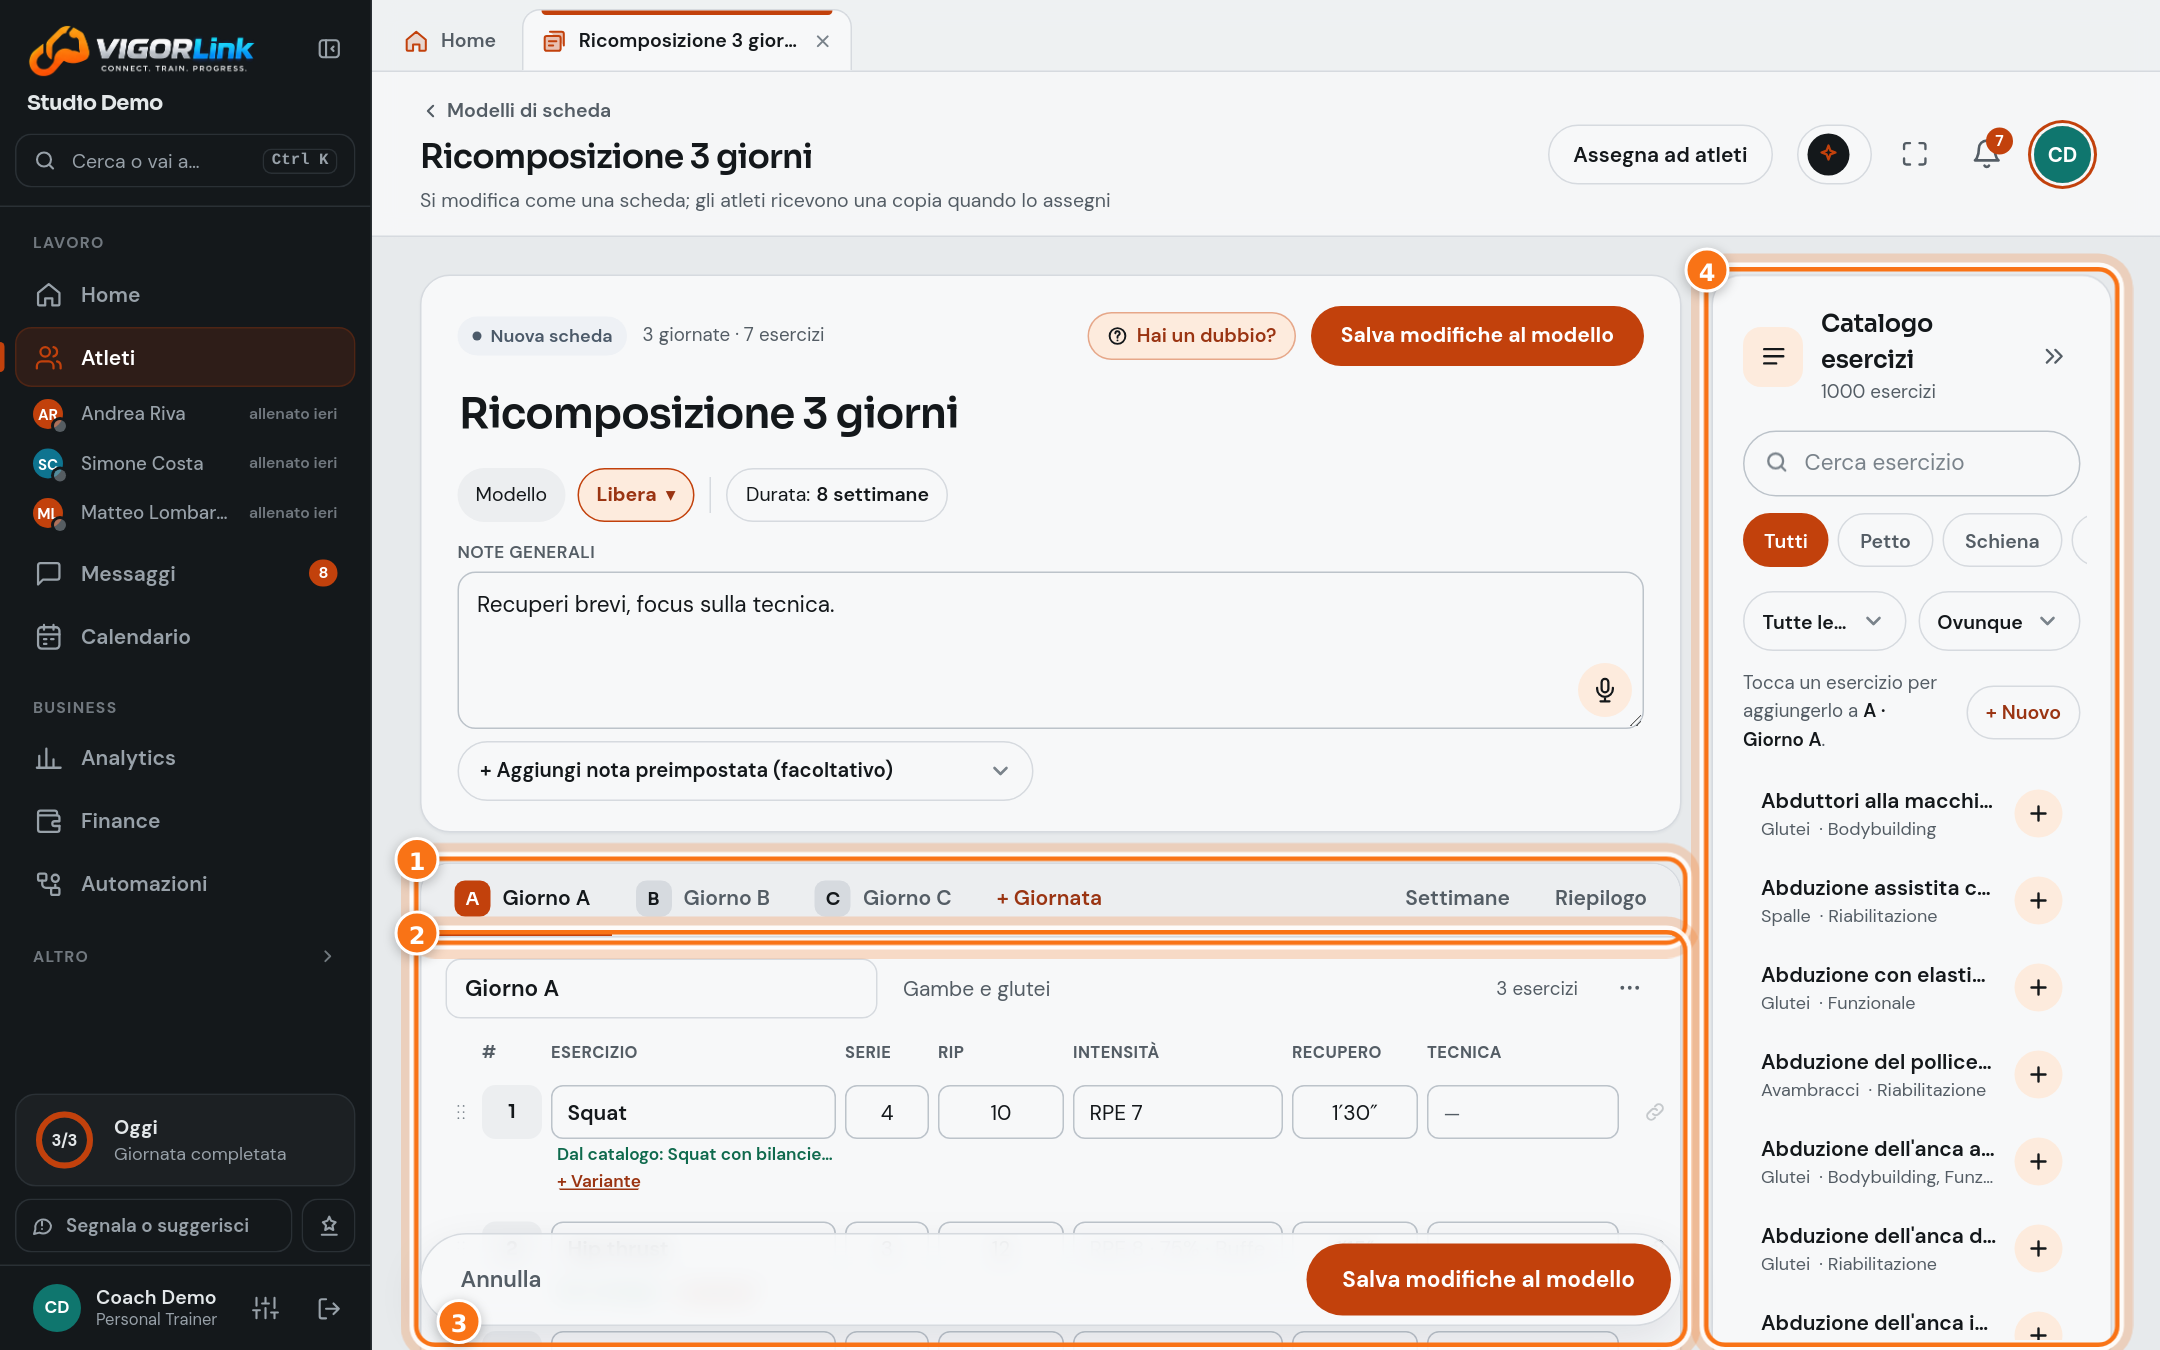 VIGORLink
CONNECT. TRAIN. PROGRESS.
Studio Demo
Cerca o vai a...
Ctrl K
LAVORO
Home
Atleti
AR Andrea Riva allenato ieri
SC Simone Costa allenato ieri
Matteo Lombar... allenato ieri
Messaggi 8
Calendario
BUSINESS
Analytics
Finance
Automazioni
ALTRO
3/3
Oggi
Giornata completata
Segnala o suggerisci
CD
Coach Demo
Personal Trainer
Home
Ricomposizione 3 gior...
Modelli di scheda
Ricomposizione 3 giorni
Si modifica come una scheda; gli atleti ricevono una copia quando lo assegni
Assegna ad atleti
7
CD
Nuova scheda
3 giornate · 7 esercizi
Hai un dubbio?
Salva modifiche al modello
Ricomposizione 3 giorni
Modello
Libera ▾
Durata: 8 settimane
NOTE GENERALI
Recuperi brevi, focus sulla tecnica.
+ Aggiungi nota preimpostata (facoltativo)
1
A Giorno A
B Giorno B
C Giorno C
+ Giornata
Settimane
Riepilogo
2
Giorno A
Gambe e glutei
3 esercizi
# ESERCIZIO SERIE RIP INTENSITÀ RECUPERO TECNICA
1 Squat 4 10 RPE 7 1'30" —
Dal catalogo: Squat con bilancie...
+ Variante
Annulla
Salva modifiche al modello
3
4
Catalogo
esercizi
1000 esercizi
Cerca esercizio
Tutti
Petto
Schiena
Tutte le...
Ovunque
Tocca un esercizio per
aggiungerlo a A ·
Giorno A.
+ Nuovo
Abduttori alla macchi...
Glutei · Bodybuilding
Abduzione assistita c...
Spalle · Riabilitazione
Abduzione con elasti...
Glutei · Funzionale
Abduzione del pollice...
Avambracci · Riabilitazione
Abduzione dell'anca a...
Glutei · Bodybuilding, Funz...
Abduzione dell'anca d...
Glutei · Riabilitazione
Abduzione dell'anca i...